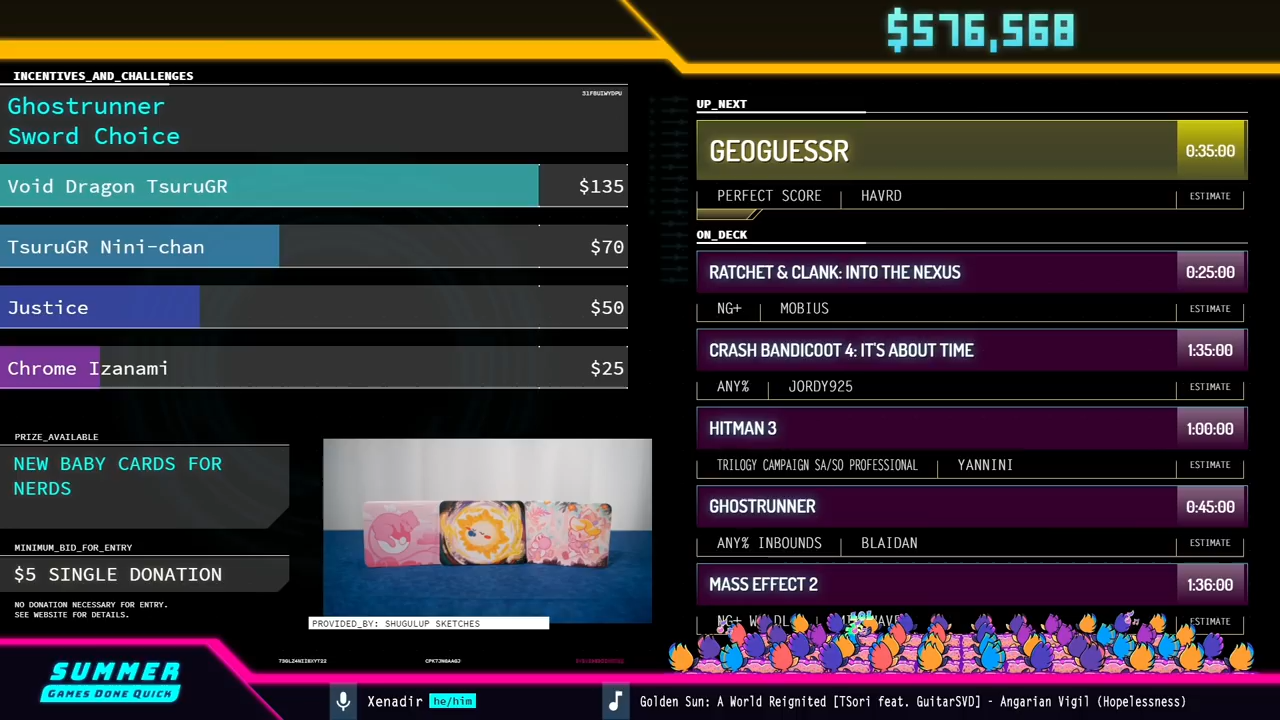 $576,568
INCENTIVES_AND_CHALLENGES
Ghostrunner
Sword Choice
Void Dragon TsuruGR $135
TsuruGR Nini-chan $70
Justice $50
Chrome Izanami $25
PRIZE_AVAILABLE
NEW BABY CARDS FOR
NERDS
MINIMUM_BID_FOR_ENTRY
$5 SINGLE DONATION
NO DONATION NECESSARY FOR ENTRY.
SEE WEBSITE FOR DETAILS.
PROVIDED_BY: SHUGULUP SKETCHES
UP_NEXT
GEOGUESSR 0:35:00
PERFECT SCORE HAVRD ESTIMATE
ON_DECK
RATCHET & CLANK: INTO THE NEXUS 0:25:00
NG+ MOBIUS ESTIMATE
CRASH BANDICOOT 4: IT'S ABOUT TIME 1:35:00
ANY% JORDY925 ESTIMATE
HITMAN 3 1:00:00
TRILOGY CAMPAIGN SA/SO PROFESSIONAL YANNINI ESTIMATE
GHOSTRUNNER 0:45:00
ANY% INBOUNDS BLAIDAN ESTIMATE
MASS EFFECT 2 1:36:00
NG+ ESTIMATE
SUMMER
GAMES DONE QUICK
Xenadir he/him
Golden Sun: A World Reignited [TSori feat. GuitarSVD] - Angarian Vigil (Hopelessness)